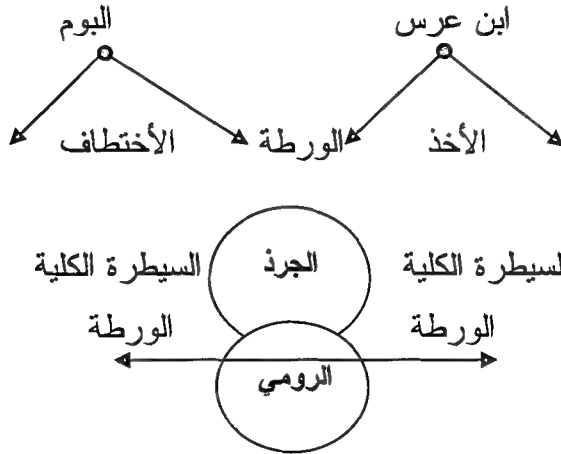 ابن عرس البوم
الأخذ الورطة الأختطاف
الجرذ
لسيطرة الكلية السيطرة الكلية
الورطة الورطة
الرومي